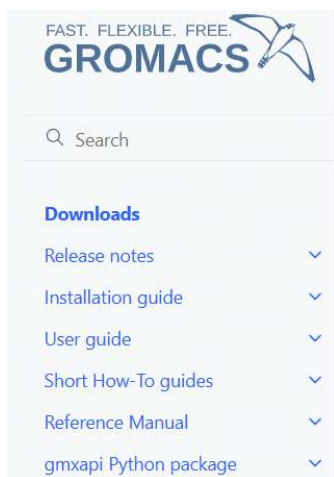 FAST. FLEXIBLE. FREE.
GROMACS
Search
Downloads
Release notes
Installation guide
User guide
Short How-To guides
Reference Manual
gmxapi Python package